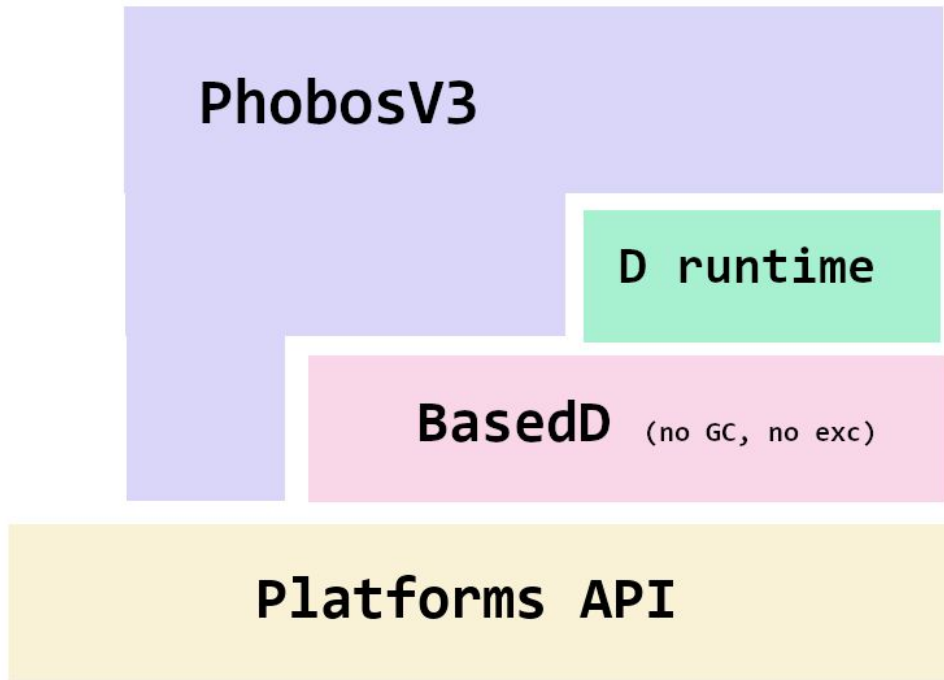 PhobosV3
D runtime
BasedD (no GC, no exc)
Platforms API